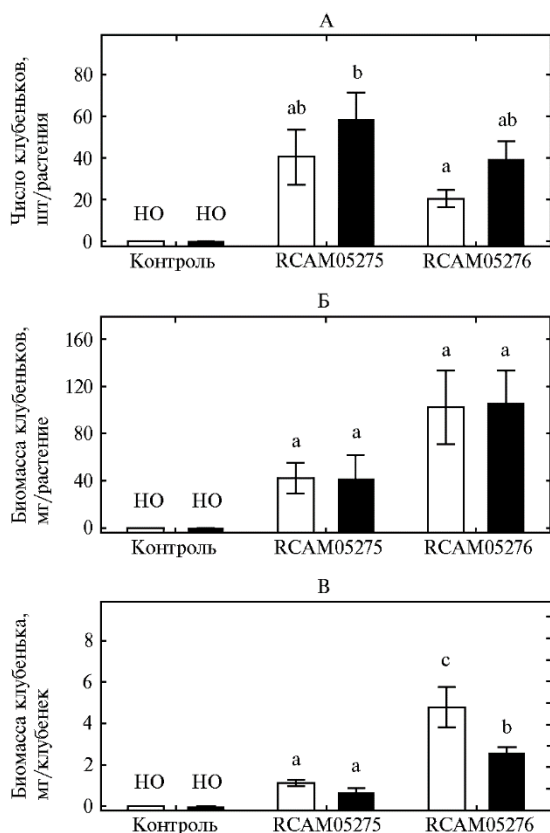 А
Число клубеньков,
шт/растения
80
60
40
20
0
НО НО
ab b
a ab
Контроль RCAM05275 RCAM05276
Б
Биомасса клубеньков,
мг/растение
160
120
80
40
0
НО НО
a a
a a
Контроль RCAM05275 RCAM05276
В
Биомасса клубенька,
мг/клубенек
8
6
4
2
0
НО НО
a a
c b
Контроль RCAM05275 RCAM05276